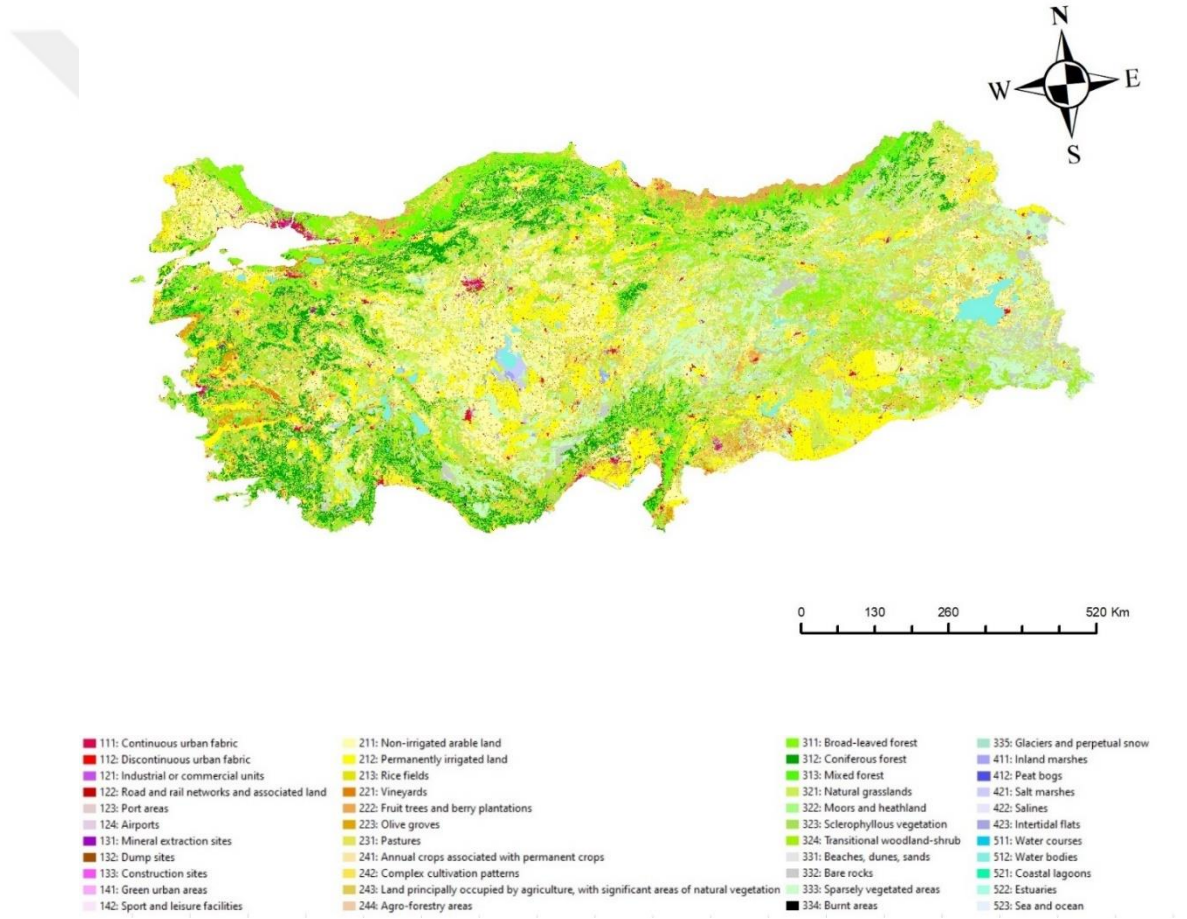 N
W E
S
0 130 260 520 Km
111: Continuous urban fabric
112: Discontinuous urban fabric
121: Industrial or commercial units
122: Road and rail networks and associated land
123: Port areas
124: Airports
131: Mineral extraction sites
132: Dump sites
133: Construction sites
141: Green urban areas
142: Sport and leisure facilities
211: Non-irrigated arable land
212: Permanently irrigated land
213: Rice fields
221: Vineyards
222: Fruit trees and berry plantations
223: Olive groves
231: Pastures
241: Annual crops associated with permanent crops
242: Complex cultivation patterns
243: Land principally occupied by agriculture, with significant areas of natural vegetation
244: Agro-forestry areas
311: Broad-leaved forest
312: Coniferous forest
313: Mixed forest
321: Natural grasslands
322: Moors and heathland
323: Sclerophyllous vegetation
324: Transitional woodland-shrub
331: Beaches, dunes, sands
332: Bare rocks
333: Sparsely vegetated areas
334: Burnt areas
335: Glaciers and perpetual snow
411: Inland marshes
412: Peat bogs
421: Salt marshes
422: Salines
423: Intertidal flats
511: Water courses
512: Water bodies
521: Coastal lagoons
522: Estuaries
523: Sea and ocean